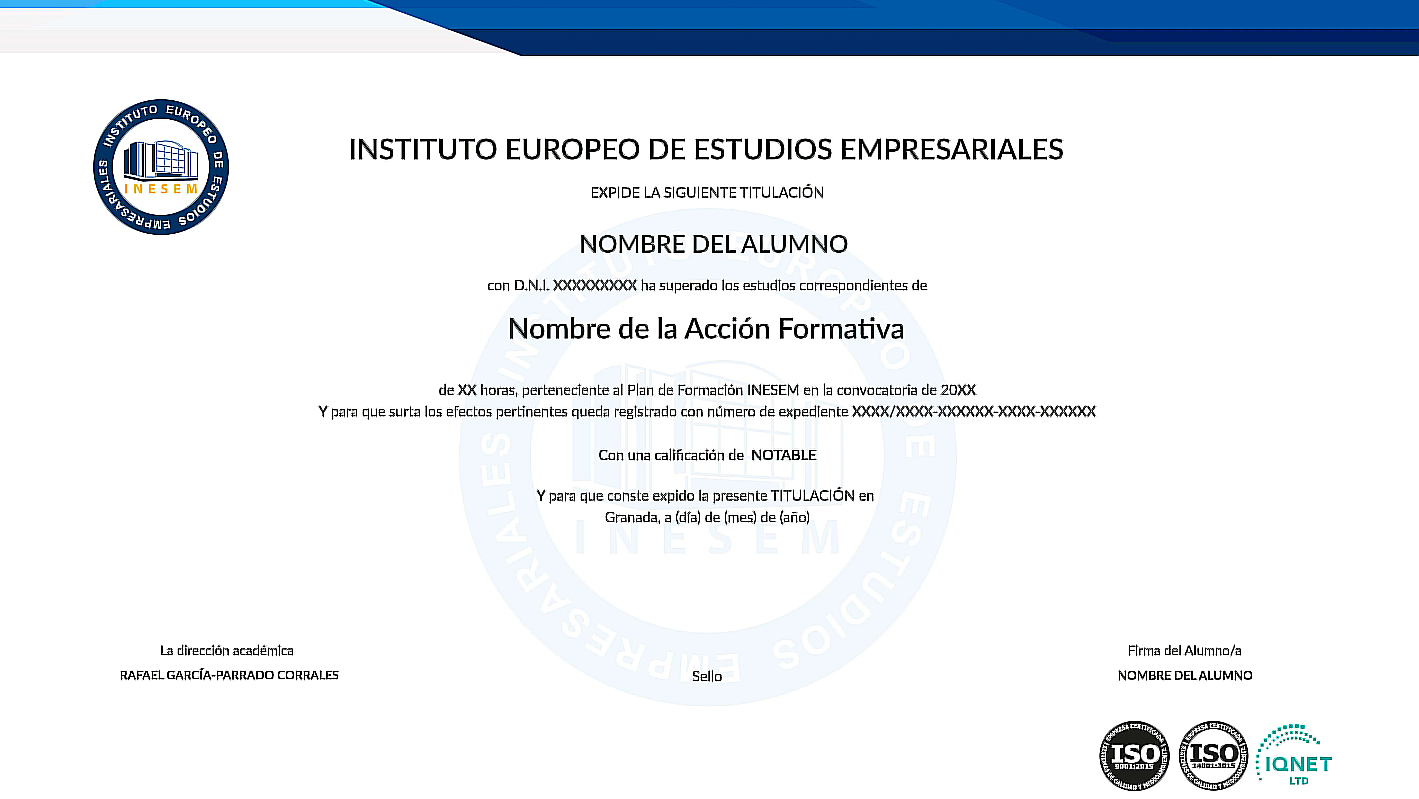 INSTITUTO EUROPEO DE ESTUDIOS EMPRESARIALES
INESEM
INSTITUTO EUROPEO DE ESTUDIOS EMPRESARIALES
EXPIDE LA SIGUIENTE TITULACIÓN
NOMBRE DEL ALUMNO
con D.N.I. XXXXXXXXX ha superado los estudios correspondientes de
Nombre de la Acción Formativa
de XX horas, perteneciente al Plan de Formación INESEM en la convocatoria de 20XX
Y para que surta los efectos pertinentes queda registrado con número de expediente XXXX/XXXX-XXXXXX-XXXX-XXXXXX
Con una calificación de NOTABLE
Y para que conste expido la presente TITULACIÓN en
Granada, a (día) de (mes) de (año)
INSTITUTO EUROPEO DE ESTUDIOS EMPRESARIALES
INESEM
La dirección académica
RAFAEL GARCÍA-PARRADO CORRALES
Sello
Firma del Alumno/a
NOMBRE DEL ALUMNO
EMPRESA CERTIFICADA
ISO
9001:2015
EMPRESA CERTIFICADA
ISO
14001:2015
IQNET
LTD